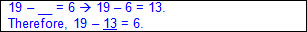 19 – __ = 6 → 19 – 6 = 13.
Therefore, 19 – 13 = 6.